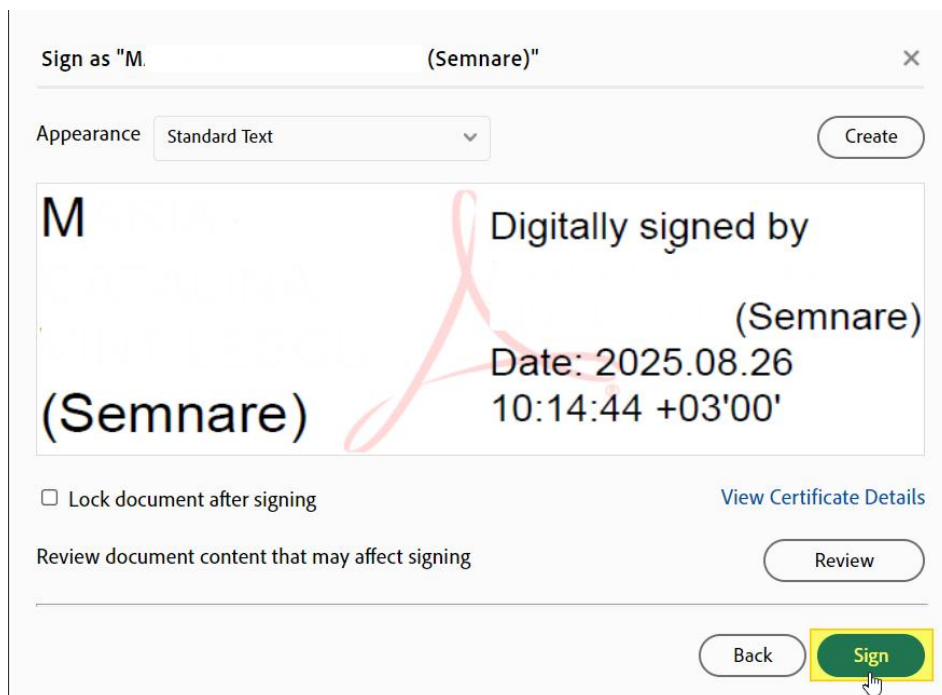 Sign as "M. (Semnare)"
Appearance Standard Text Create
M
(Semnare)
Digitally signed by
(Semnare)
Date: 2025.08.26
10:14:44 +03'00'
Lock document after signing View Certificate Details
Review document content that may affect signing Review
Back Sign